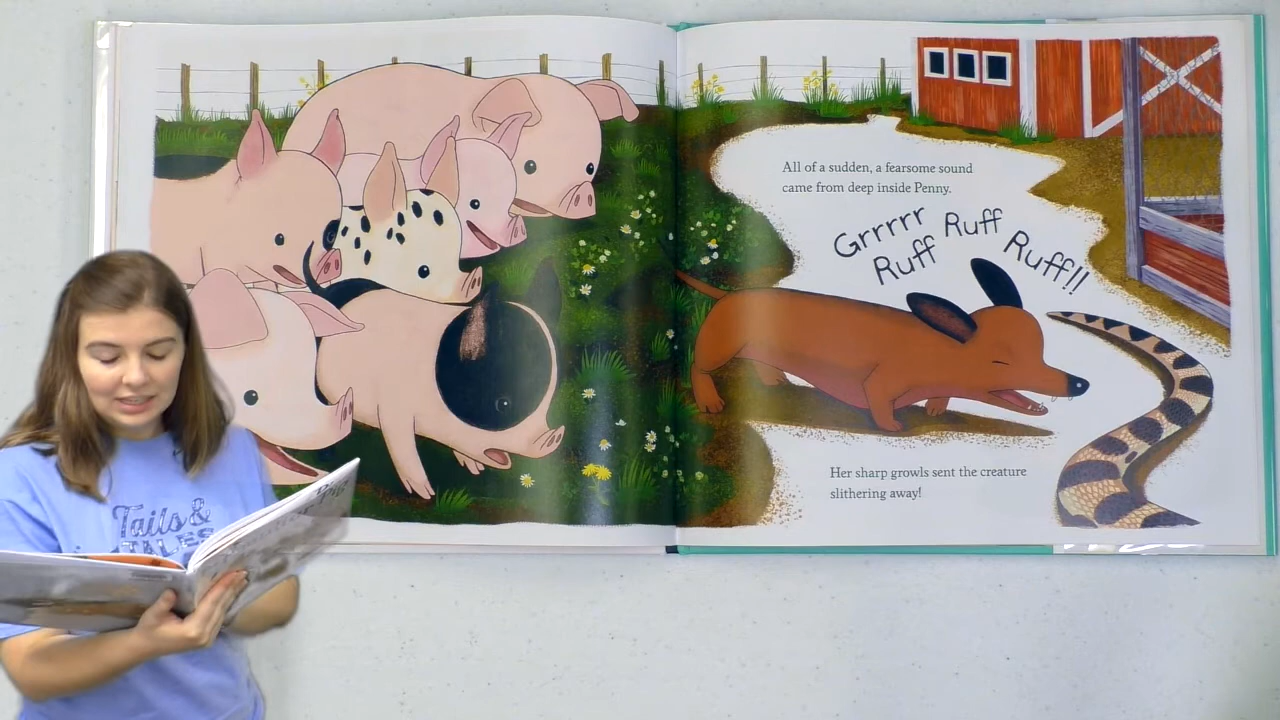 All of a sudden, a fearsome sound
came from deep inside Penny.
Grrrrr Ruff
Ruff Ruff!!
Her sharp growls sent the creature
slithering away!
Tails &
TALES